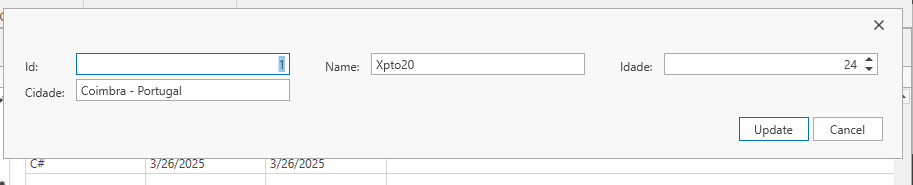 Id: 1 Name: Xpto20 Idade: 24
Cidade: Coimbra - Portugal
Update Cancel
C# 3/26/2025 3/26/2025